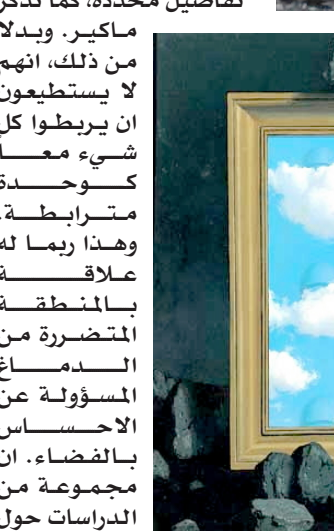 تفاصيل محددة، كما تذكر
ماكير. وبدلا
من ذلك، انهم
لا يستطيعون
ان يربطوا كل
شيء معا
كوحدة
مترابطة.
وهذا ربما له
علاقة
بالمنطقة
المتضررة من
الدماغ
المسؤولة عن
الاحساس
بالفضاء. ان
مجموعة من
الدراسات حول